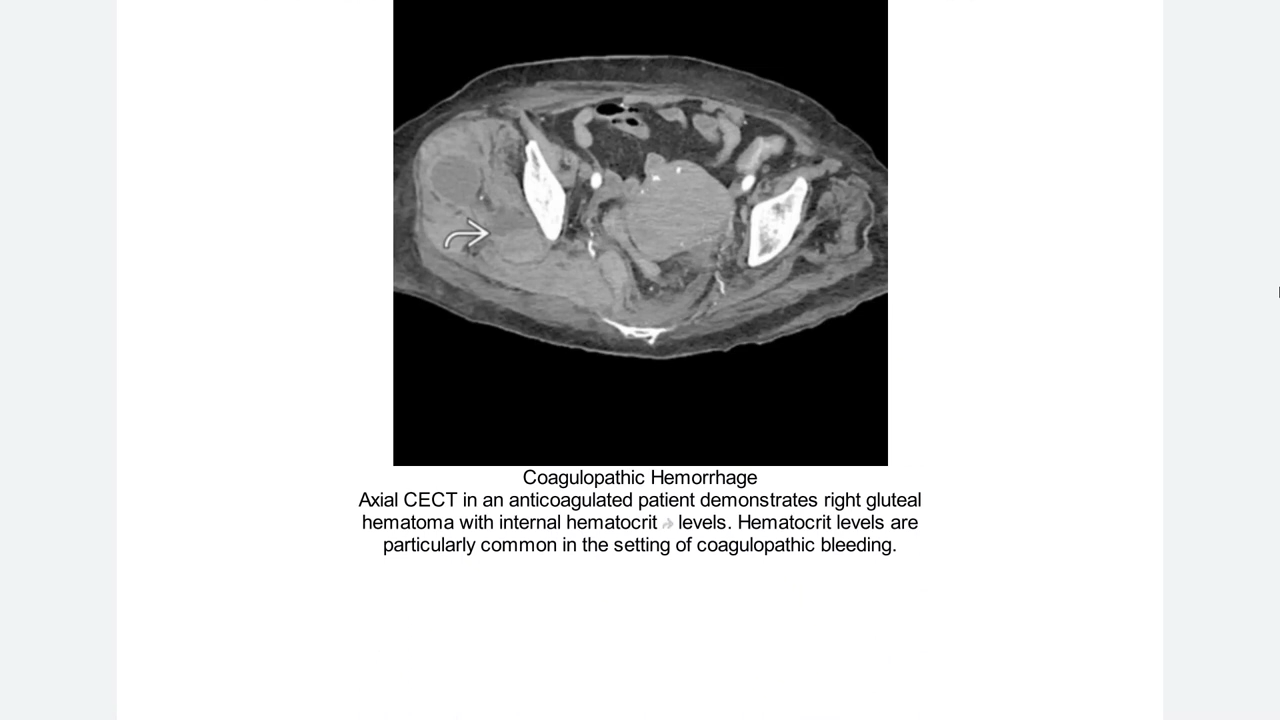 Coagulopathic Hemorrhage
Axial CECT in an anticoagulated patient demonstrates right gluteal
hematoma with internal hematocrit levels. Hematocrit levels are
particularly common in the setting of coagulopathic bleeding.